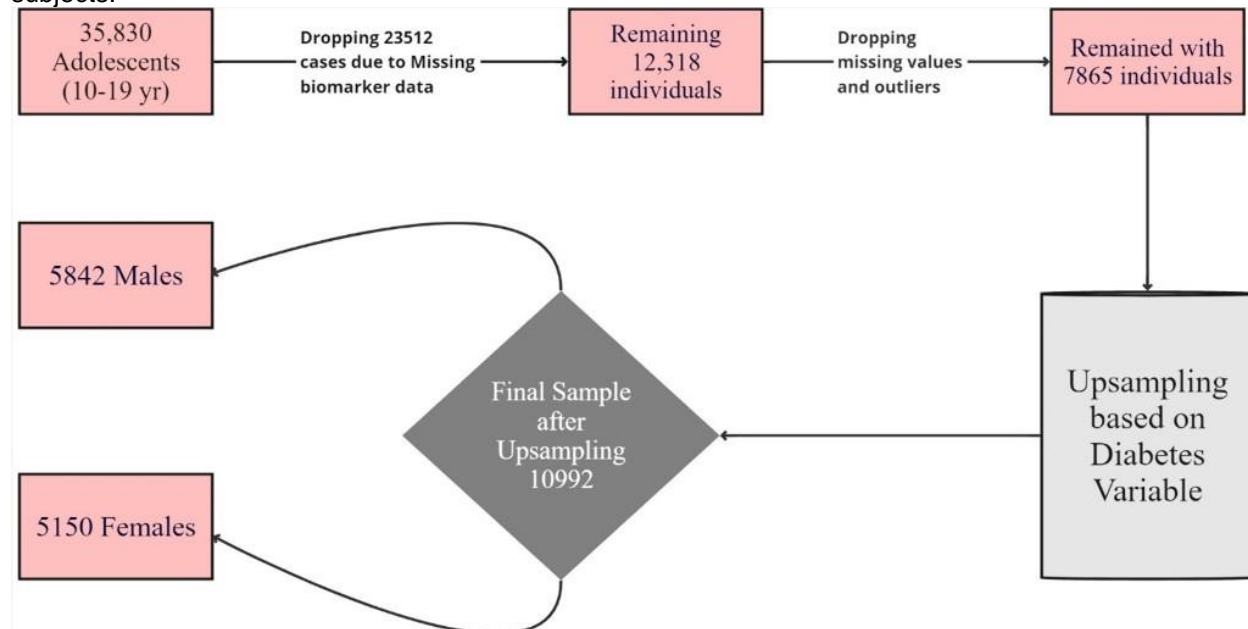 subjects.
35,830
Adolescents
(10-19 yr)
Dropping 23512
cases due to Missing
biomarker data
Remaining
12,318
individuals
Dropping
missing values
and outliers
Remained with
7865 individuals
Upsampling
based on
Diabetes
Variable
Final Sample
after
Upsampling
10992
5842 Males
5150 Females